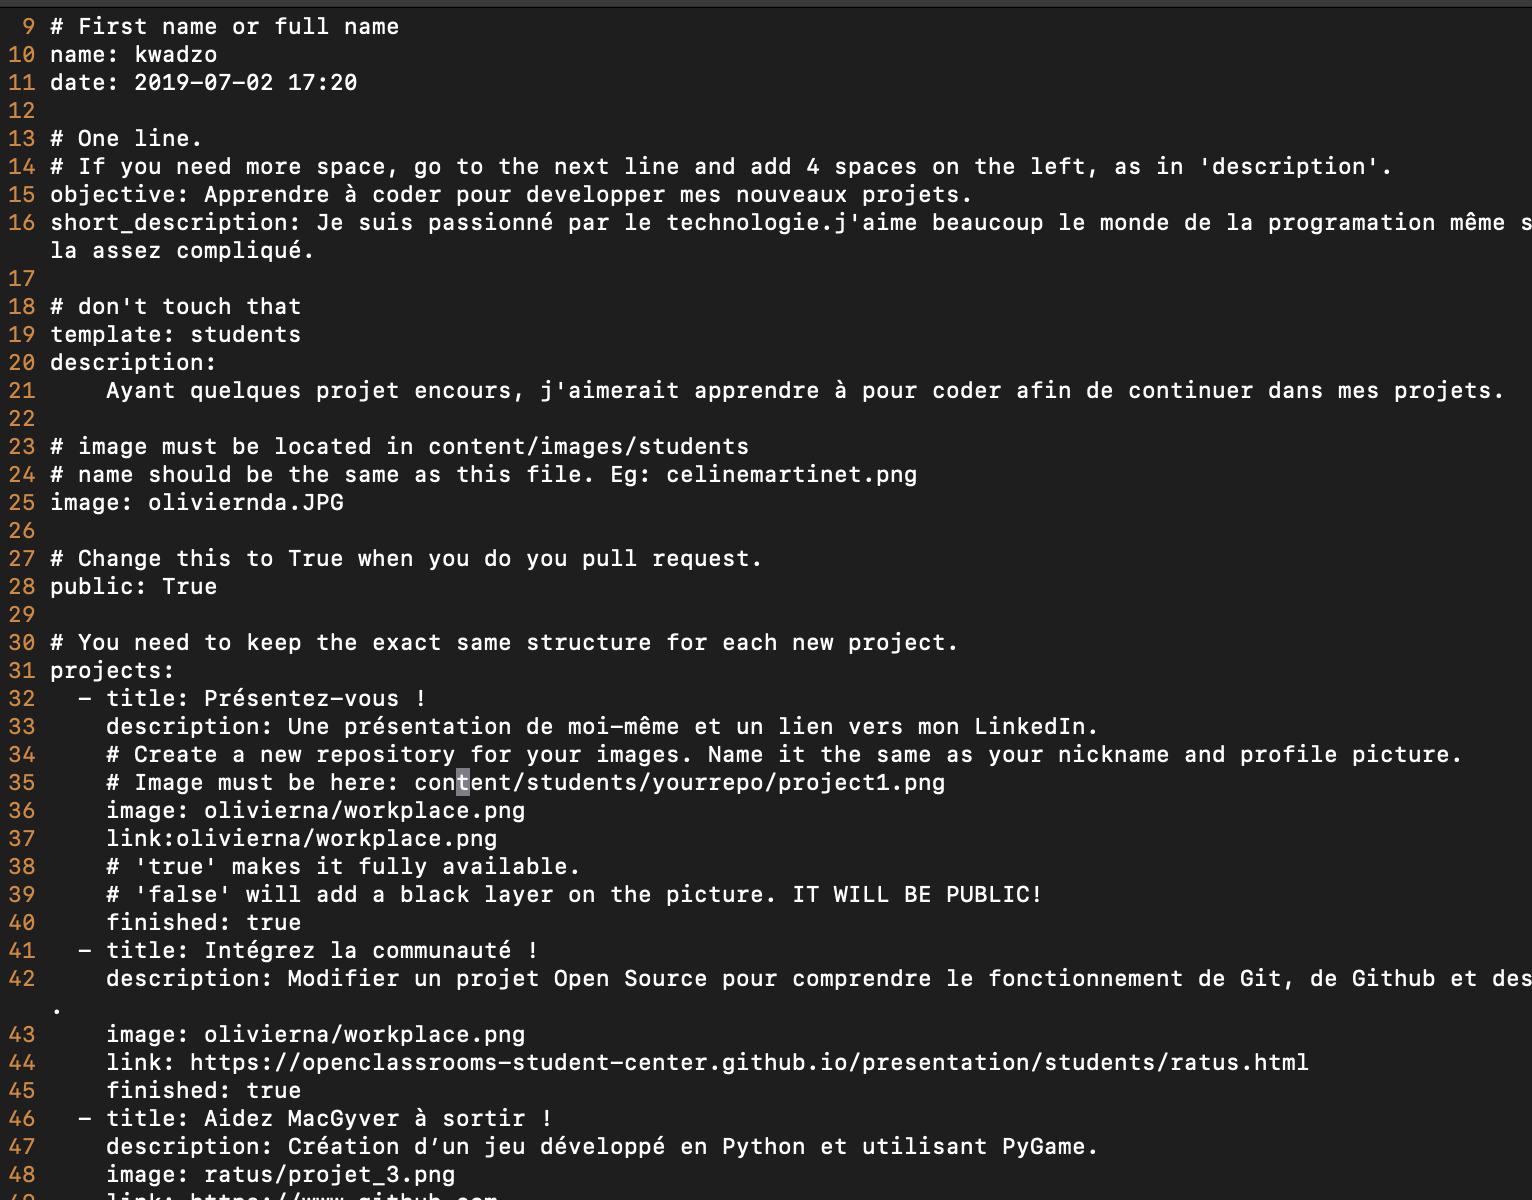 9 # First name or full name
10 name: kwadzo
11 date: 2019-07-02 17:20
12
13 # One line.
14 # If you need more space, go to the next line and add 4 spaces on the left, as in 'description'.
15 objective: Apprendre à coder pour developper mes nouveaux projets.
16 short_description: Je suis passionné par le technologie.j'aime beaucoup le monde de la programation même s
la assez compliqué.
17
18 # don't touch that
19 template: students
20 description:
21     Ayant quelques projet encours, j'aimerait apprendre à pour coder afin de continuer dans mes projets.
22
23 # image must be located in content/images/students
24 # name should be the same as this file. Eg: celinemartinet.png
25 image: oliviernda.JPG
26
27 # Change this to True when you do you pull request.
28 public: True
29
30 # You need to keep the exact same structure for each new project.
31 projects:
32   - title: Présentez-vous !
33     description: Une présentation de moi-même et un lien vers mon LinkedIn.
34     # Create a new repository for your images. Name it the same as your nickname and profile picture.
35     # Image must be here: content/students/yourrepo/project1.png
36     image: olivierna/workplace.png
37     link:olivierna/workplace.png
38     # 'true' makes it fully available.
39     # 'false' will add a black layer on the picture. IT WILL BE PUBLIC!
40     finished: true
41   - title: Intégrez la communauté !
42     description: Modifier un projet Open Source pour comprendre le fonctionnement de Git, de Github et des
.
43     image: olivierna/workplace.png
44     link: https://openclassrooms-student-center.github.io/presentation/students/ratus.html
45     finished: true
46   - title: Aidez MacGyver à sortir !
47     description: Création d’un jeu développé en Python et utilisant PyGame.
48     image: ratus/projet_3.png
49     link: https://www.github.com